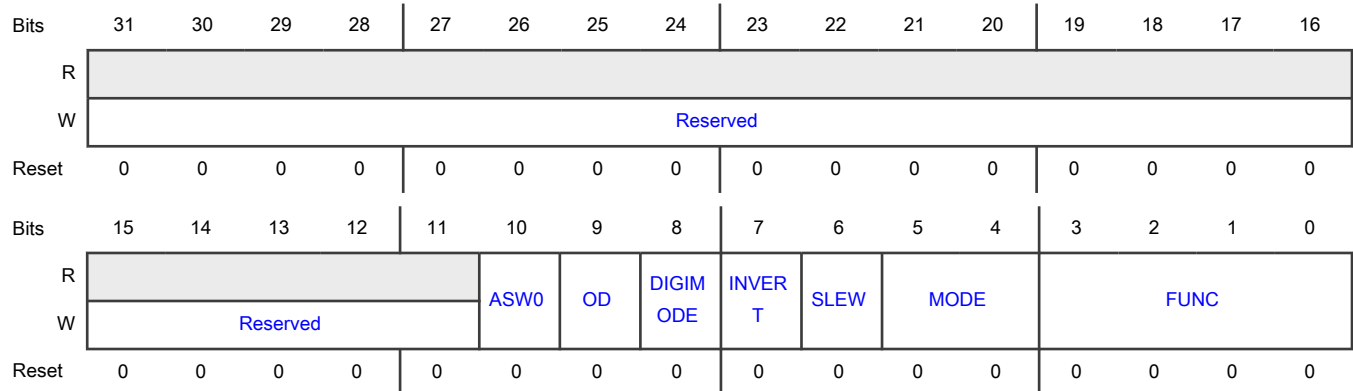 Bits 31 30 29 28 27 26 25 24 23 22 21 20 19 18 17 16
R
W Reserved
Reset 0 0 0 0 0 0 0 0 0 0 0 0 0 0 0 0
Bits 15 14 13 12 11 10 9 8 7 6 5 4 3 2 1 0
R
ASW0 OD DIGIM ODE INVER T SLEW MODE FUNC
W Reserved
Reset 0 0 0 0 0 0 0 0 0 0 0 0 0 0 0 0